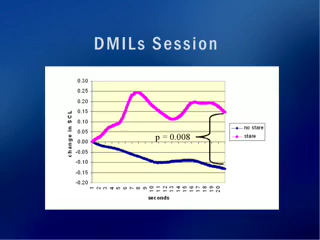 DMILs Session
0.30
0.25
0.20
0.15
0.10
0.05
0.00
-0.05
-0.10
-0.15
-0.20
change in SCL
p = 0.008
no stare
stare
1 2 3 4 5 6 7 8 9 10 11 12 13 14 15 16 17 18 19 20
seconds